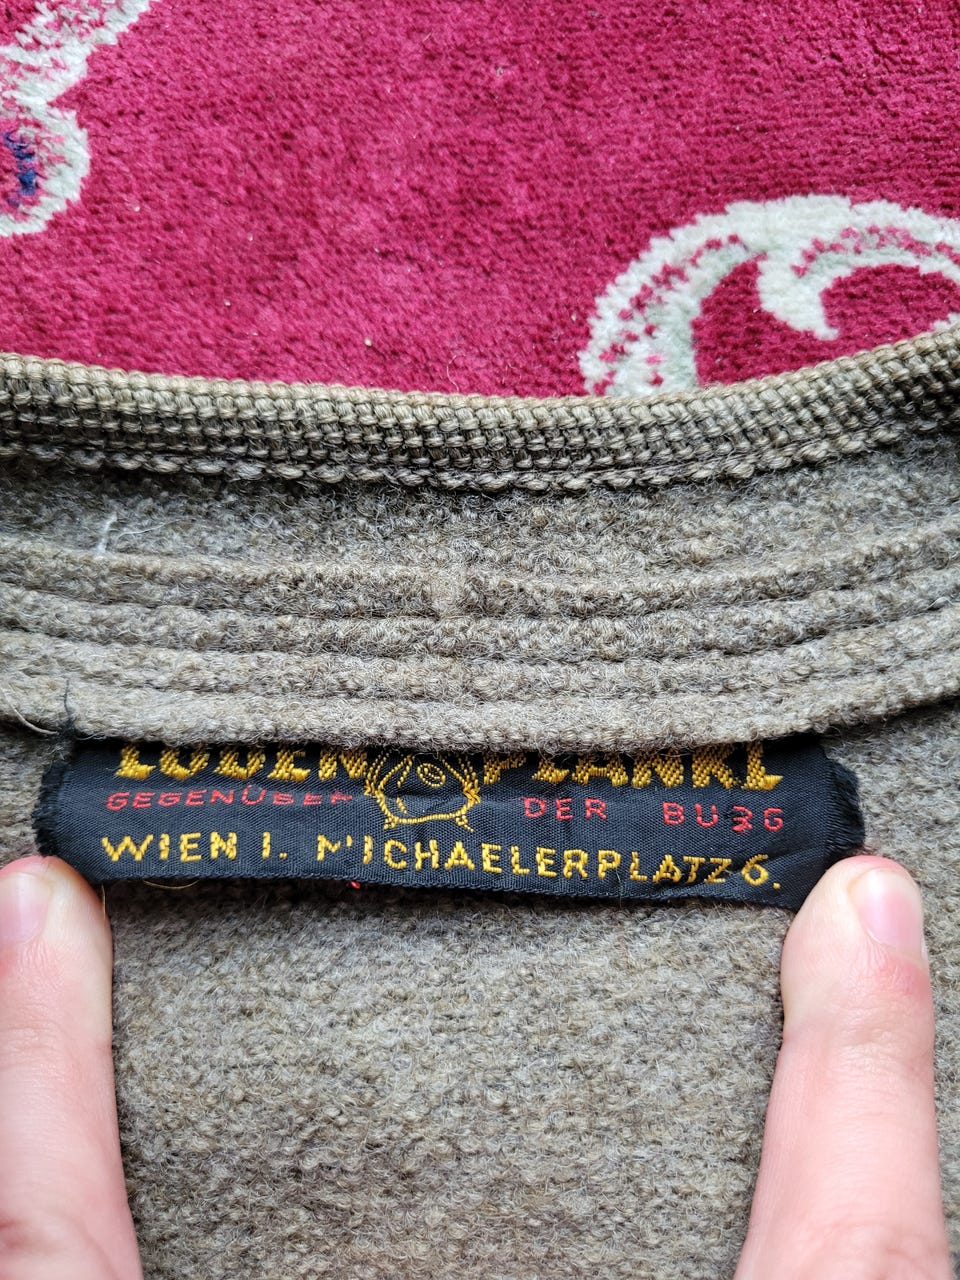 LODEN PLANKL
GEGENÜBER DER BURG
WIEN I. MICHAELERPLATZ 6.